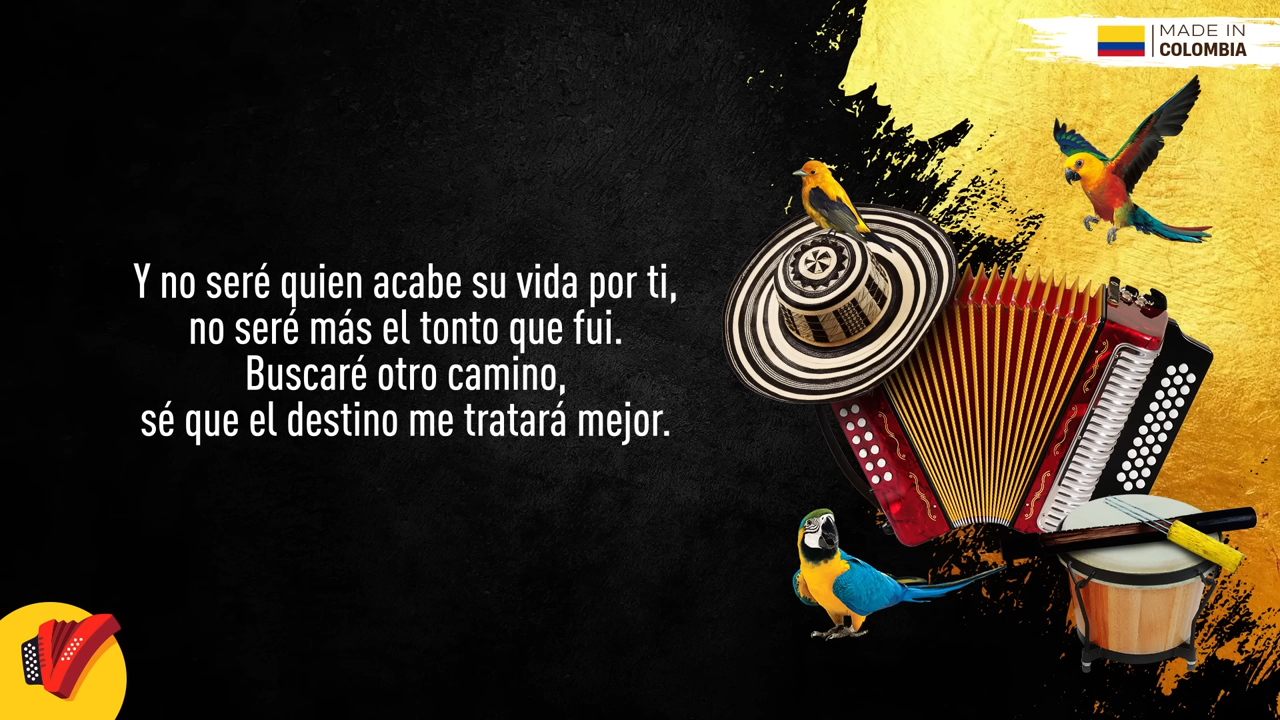 MADE IN
COLOMBIA
Y no seré quien acabe su vida por ti,
no seré más el tonto que fui.
Buscaré otro camino,
sé que el destino me tratará mejor.